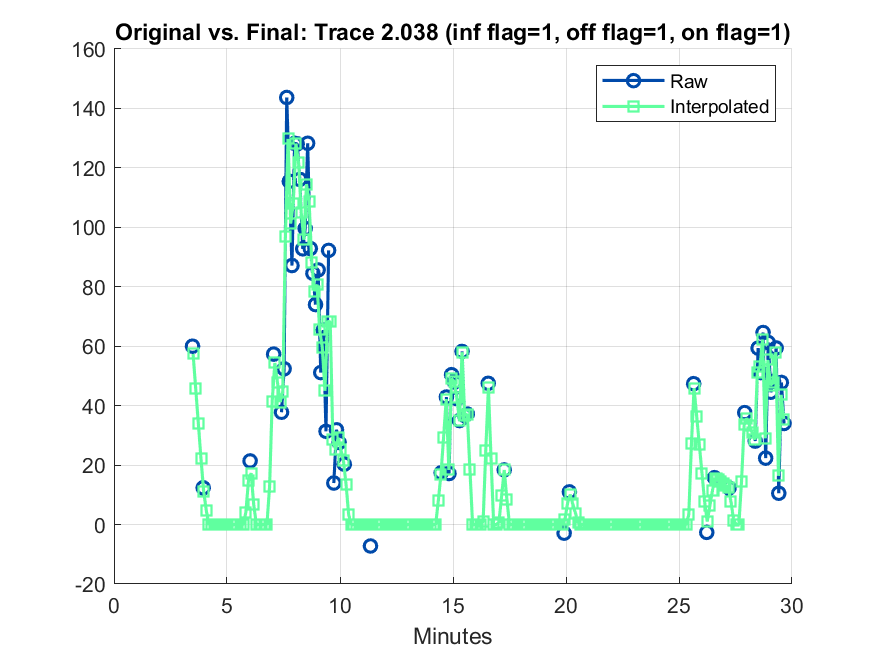 Original vs. Final: Trace 2.038 (inf flag=1, off flag=1, on flag=1)
160
140
120
100
80
60
40
20
0
-20
Raw
Interpolated
0 5 10 15 20 25 30
Minutes